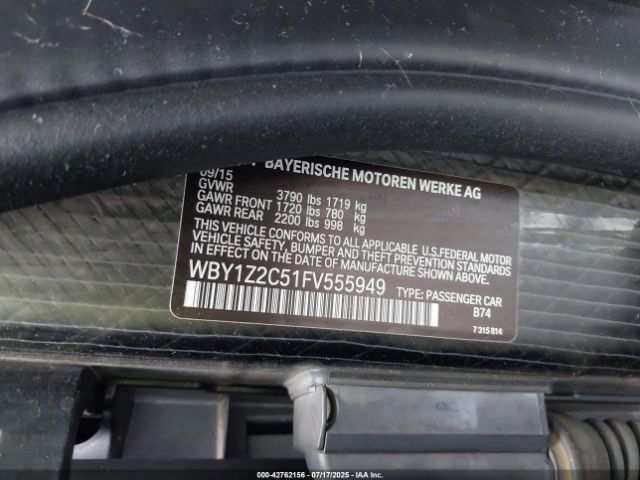 BAYERISCHE MOTOREN WERKE AG
09/15
GVWR 3790 lbs 1719 kg
GAWR FRONT 1720 lbs 780 kg
GAWR REAR 2200 lbs 998 kg
THIS VEHICLE CONFORMS TO ALL APPLICABLE U.S.FEDERAL MOTOR
VEHICLE SAFETY, BUMPER AND THEFT PREVENTION STANDARDS
IN EFFECT ON THE DATE OF MANUFACTURE SHOWN ABOVE.
WBY1Z2C51FV555949 TYPE: PASSENGER CAR
B74
7 315 814
000-42762156 - 07/17/2025 - IAAI.COM